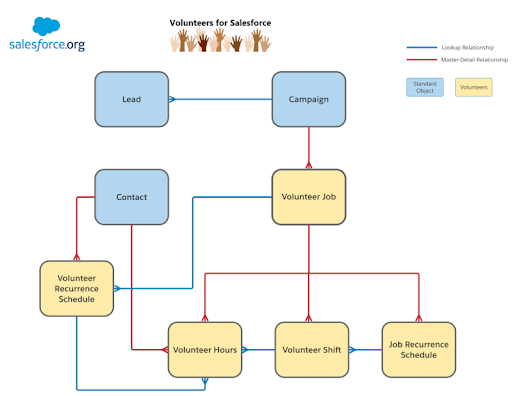 salesforce.org
Volunteers for Salesforce
Lookup Relationship
Master-Detail Relationship
Standard
Object
Volunteers
Lead
Campaign
Contact
Volunteer Job
Volunteer
Recurrence
Schedule
Volunteer Hours
Volunteer Shift
Job Recurrence
Schedule